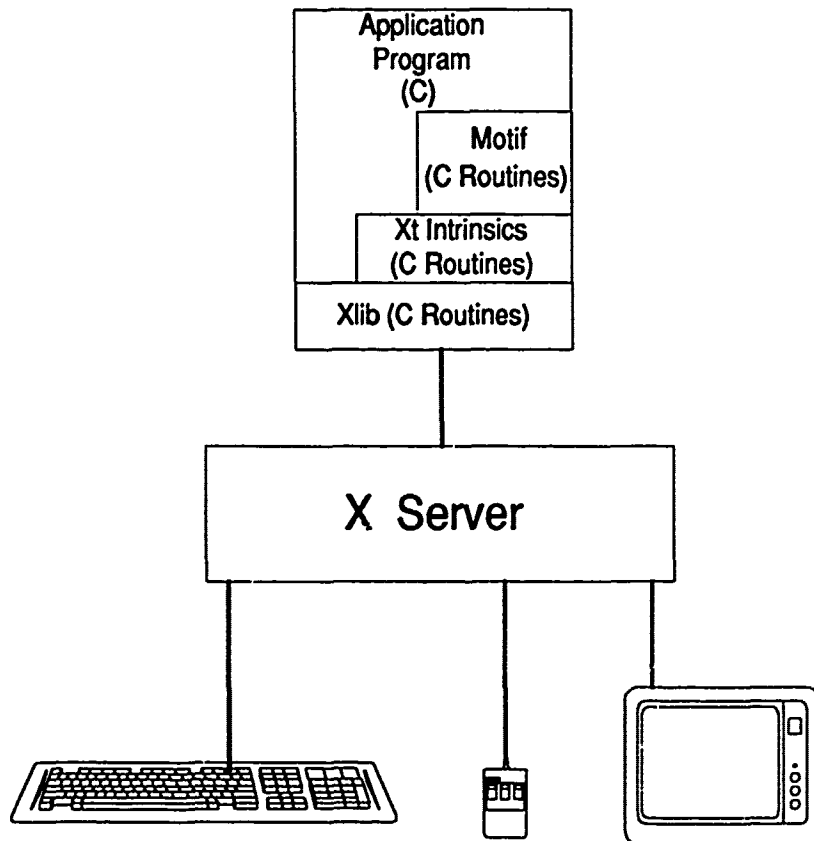 Application
Program
(C)
Motif
(C Routines)
Xt Intrinsics
(C Routines)
Xlib (C Routines)
X Server